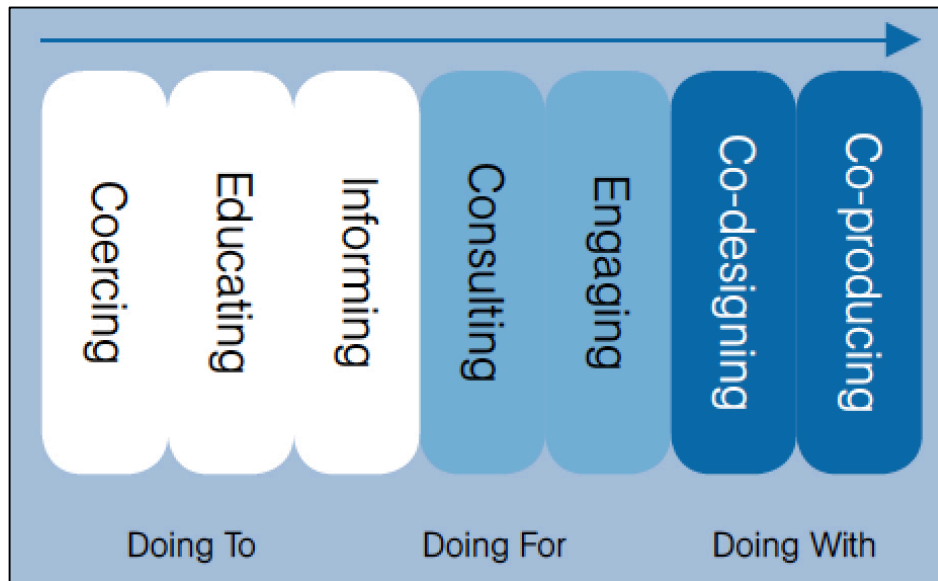 Coercing
Educating
Informing
Consulting
Engaging
Co-designing
Co-producing
Doing To
Doing For
Doing With